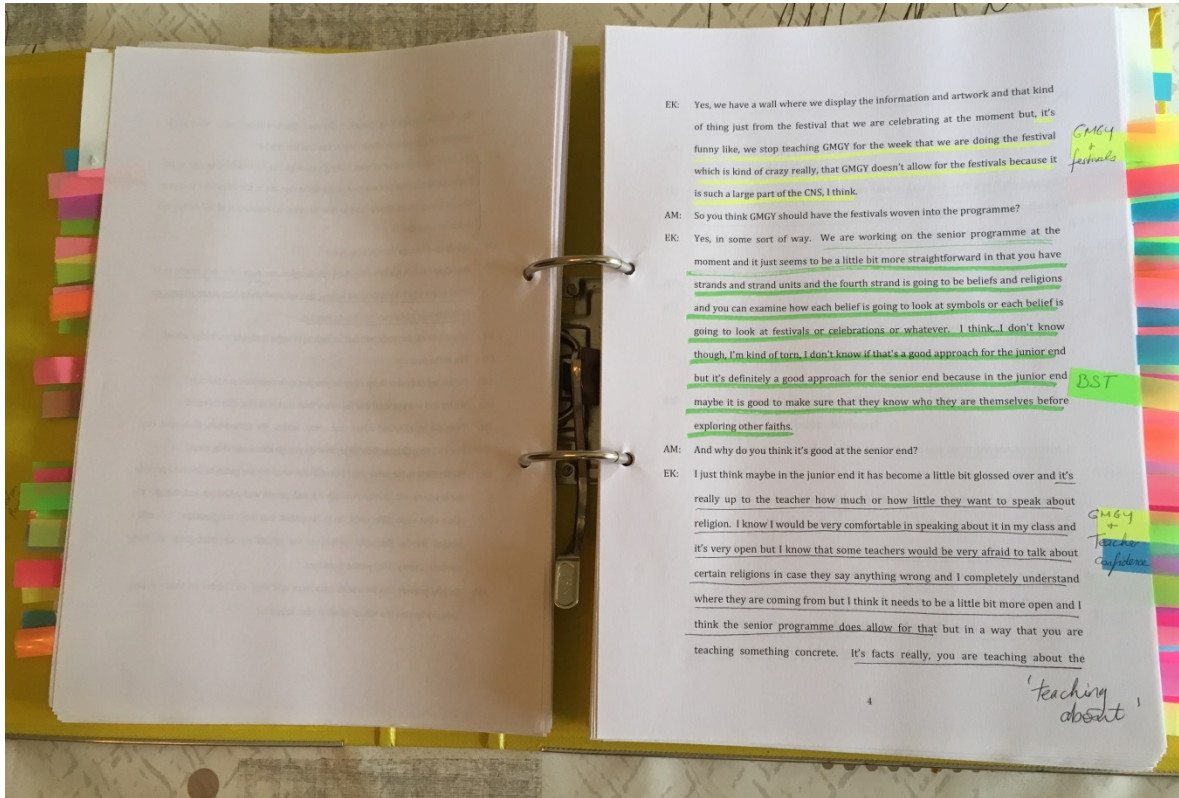 EK: Yes, we have a wall where we display the information and artwork and that kind
of thing just from the festival that we are celebrating at the moment but, it's
funny like, we stop teaching GMGY for the week that we are doing the festival
which is kind of crazy really, that GMGY doesn't allow for the festivals because it
is such a large part of the CNS, I think.
GMGY
+
festivals
AM: So you think GMGY should have the festivals woven into the programme?
EK: Yes, in some sort of way. We are working on the senior programme at the
moment and it just seems to be a little bit more straightforward in that you have
strands and strand units and the fourth strand is going to be beliefs and religions
and you can examine how each belief is going to look at symbols or each belief is
going to look at festivals or celebrations or whatever. I think...I don't know
though, I'm kind of torn, I don't know if that's a good approach for the junior end
but it's definitely a good approach for the senior end because in the junior end
maybe it is good to make sure that they know who they are themselves before
exploring other faiths.
BST
AM: And why do you think it's good at the senior end?
EK: I just think maybe in the junior end it has become a little bit glossed over and it's
really up to the teacher how much or how little they want to speak about
religion. I know I would be very comfortable in speaking about it in my class and
it's very open but I know that some teachers would be very afraid to talk about
certain religions in case they say anything wrong and I completely understand
where they are coming from but I think it needs to be a little bit more open and I
think the senior programme does allow for that but in a way that you are
teaching something concrete. It's facts really, you are teaching about the
GMGY
+
Teacher
Confidence
4
'teaching
about'